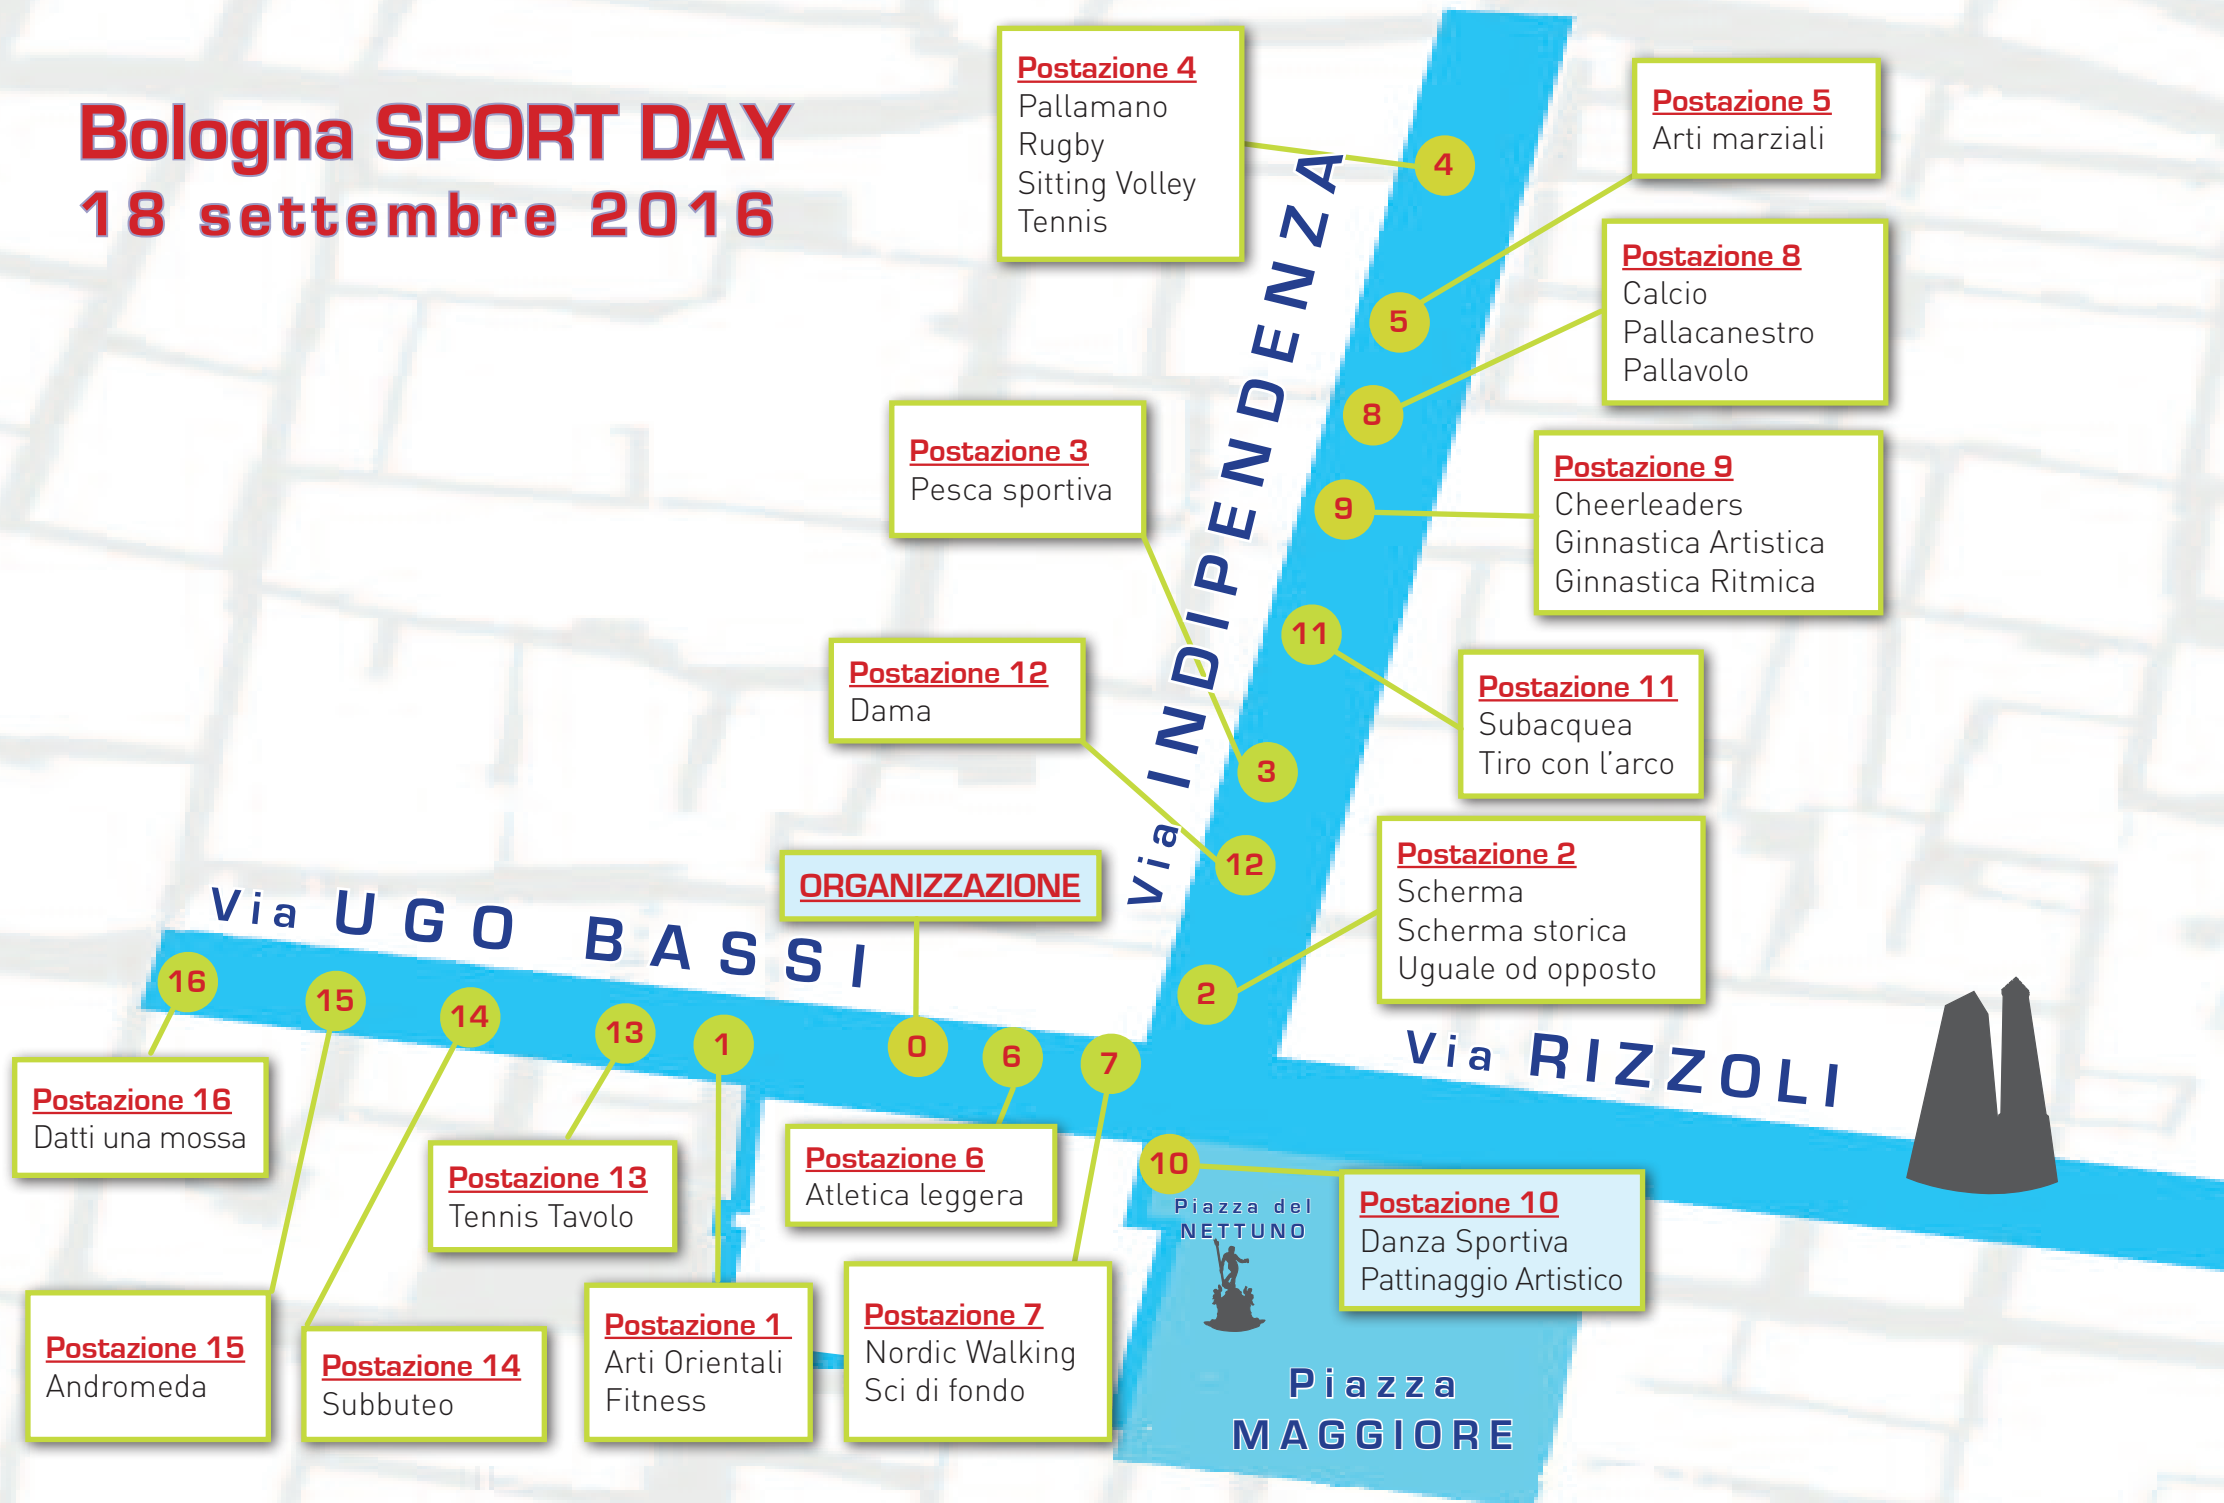 Bologna SPORT DAY
18 settembre 2016
Postazione 4
Pallamano
Rugby
Sitting Volley
Tennis
Postazione 5
Arti marziali
Postazione 8
Calcio
Pallacanestro
Pallavolo
Postazione 3
Pesca sportiva
Postazione 9
Cheerleaders
Ginnastica Artistica
Ginnastica Ritmica
Postazione 12
Dama
Postazione 11
Subacquea
Tiro con l'arco
Postazione 2
Scherma
Scherma storica
Uguale od opposto
ORGANIZZAZIONE
Via INDIPENDENZA
Via UGO BASSI
Via RIZZOLI
4
5
8
9
11
3
12
2
16
15
14
13
1
0
6
7
10
Postazione 16
Datti una mossa
Postazione 13
Tennis Tavolo
Postazione 6
Atletica leggera
Postazione 10
Danza Sportiva
Pattinaggio Artistico
Piazza del
NETTUNO
Postazione 15
Andromeda
Postazione 14
Subbuteo
Postazione 1
Arti Orientali
Fitness
Postazione 7
Nordic Walking
Sci di fondo
Piazza
MAGGIORE